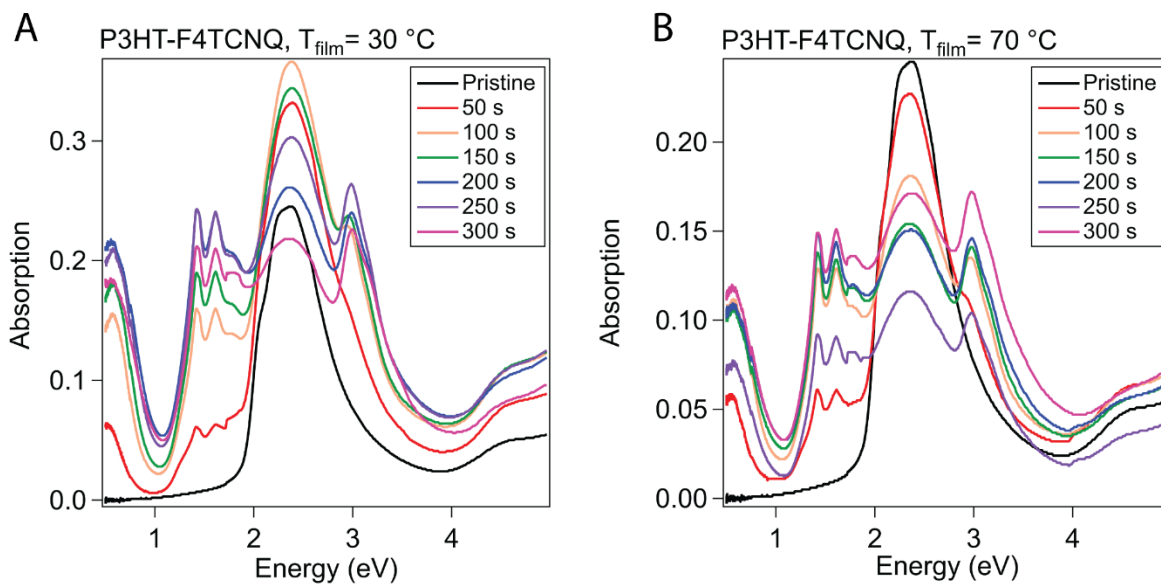 A
P3HT-F4TCNQ, Tfilm= 30 °C
Pristine
50 s
100 s
150 s
200 s
250 s
300 s
0.3
0.2
0.1
0.0
Absorption
1 2 3 4
Energy (eV)
B
P3HT-F4TCNQ, Tfilm= 70 °C
Pristine
50 s
100 s
150 s
200 s
250 s
300 s
0.20
0.15
0.10
0.05
0.00
Absorption
1 2 3 4
Energy (eV)